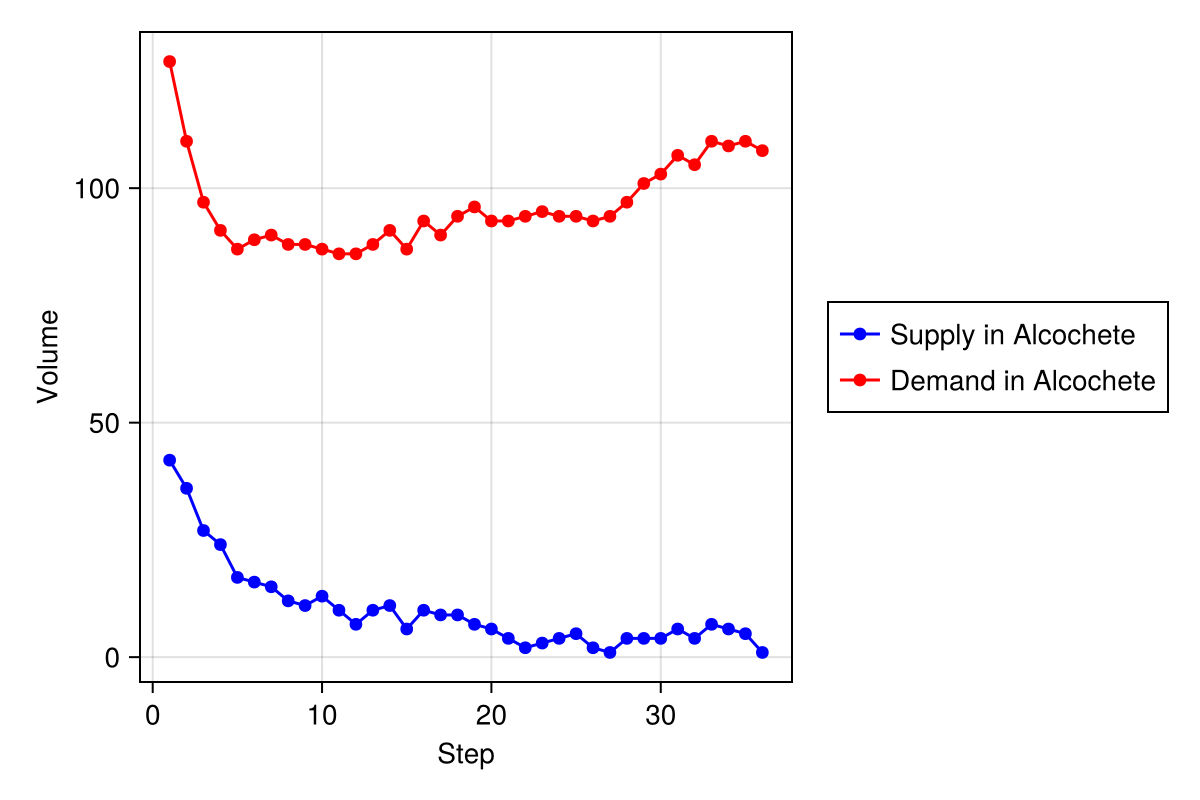 Volume
100
50
0
0 10 20 30
Step
Supply in Alcochete
Demand in Alcochete